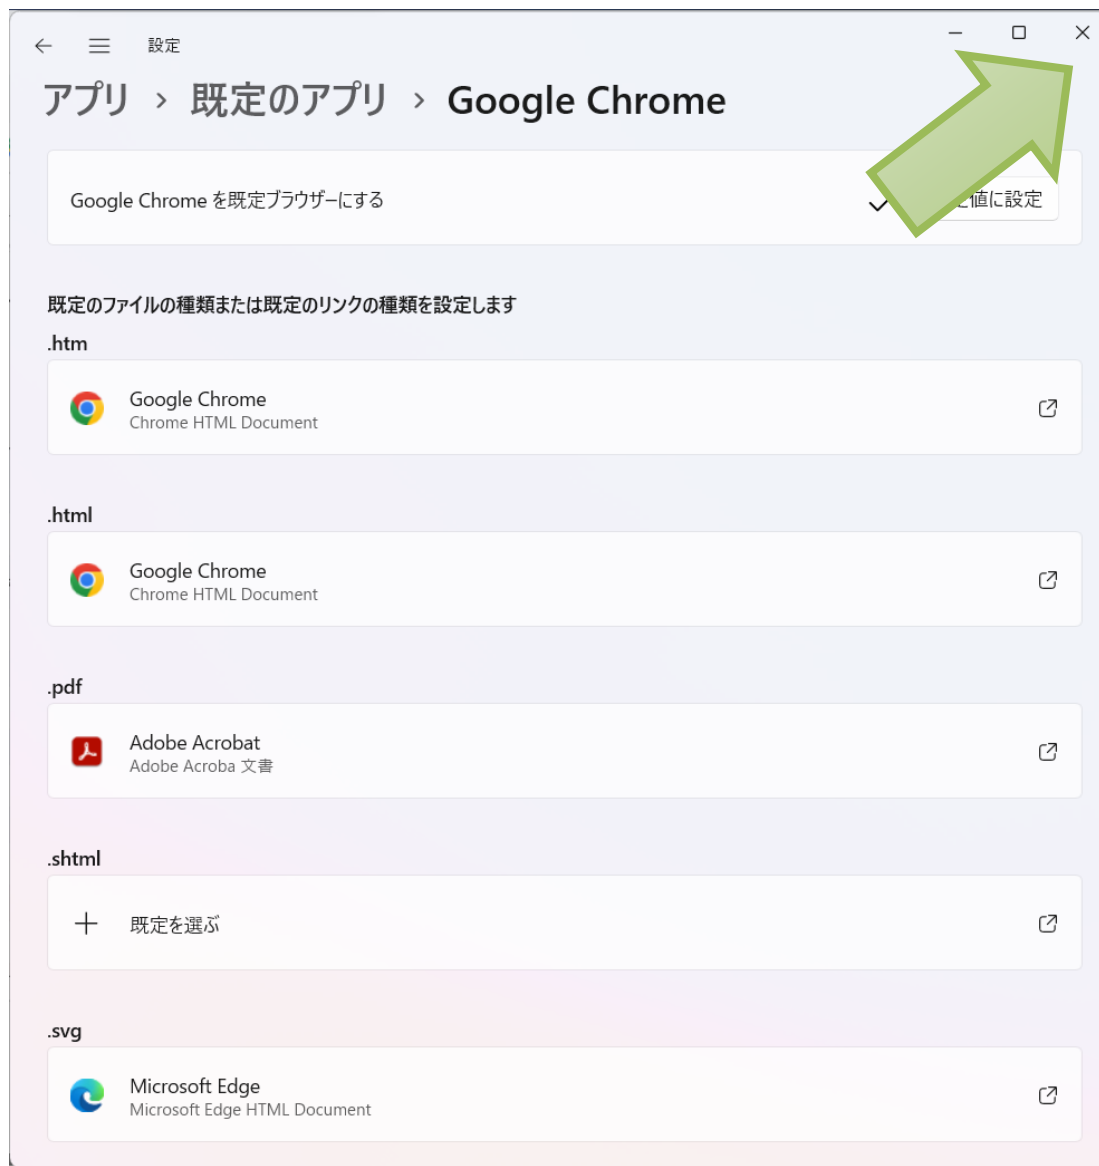 設定
アプリ › 既定のアプリ › Google Chrome
Google Chrome を既定ブラウザーにする
値に設定
既定のファイルの種類または既定のリンクの種類を設定します
.htm
Google Chrome
Chrome HTML Document
.html
Google Chrome
Chrome HTML Document
.pdf
Adobe Acrobat
Adobe Acroba 文書
.shtml
既定を選ぶ
.svg
Microsoft Edge
Microsoft Edge HTML Document